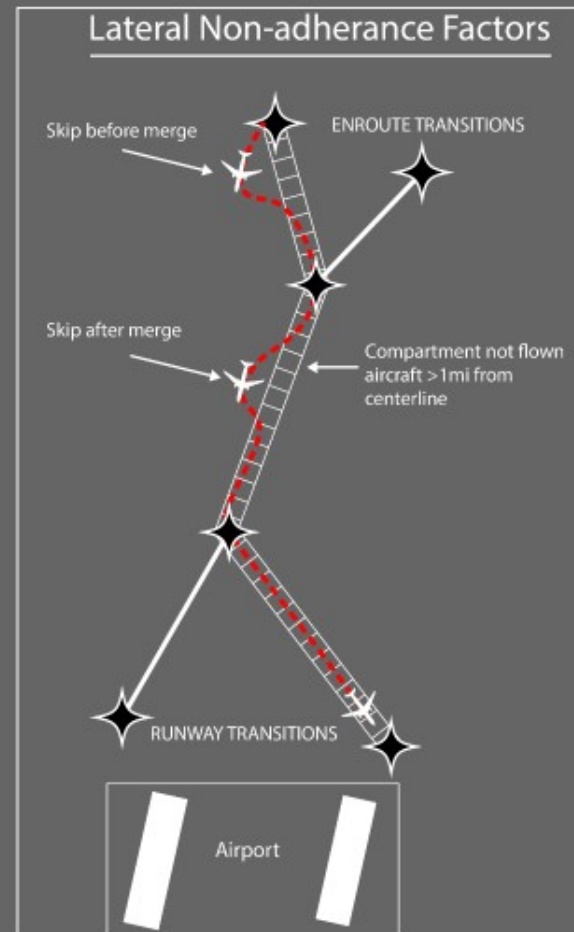 Lateral Non-adherance Factors
Skip before merge
ENROUTE TRANSITIONS
Skip after merge
Compartment not flown
aircraft >1mi from
centerline
RUNWAY TRANSITIONS
Airport